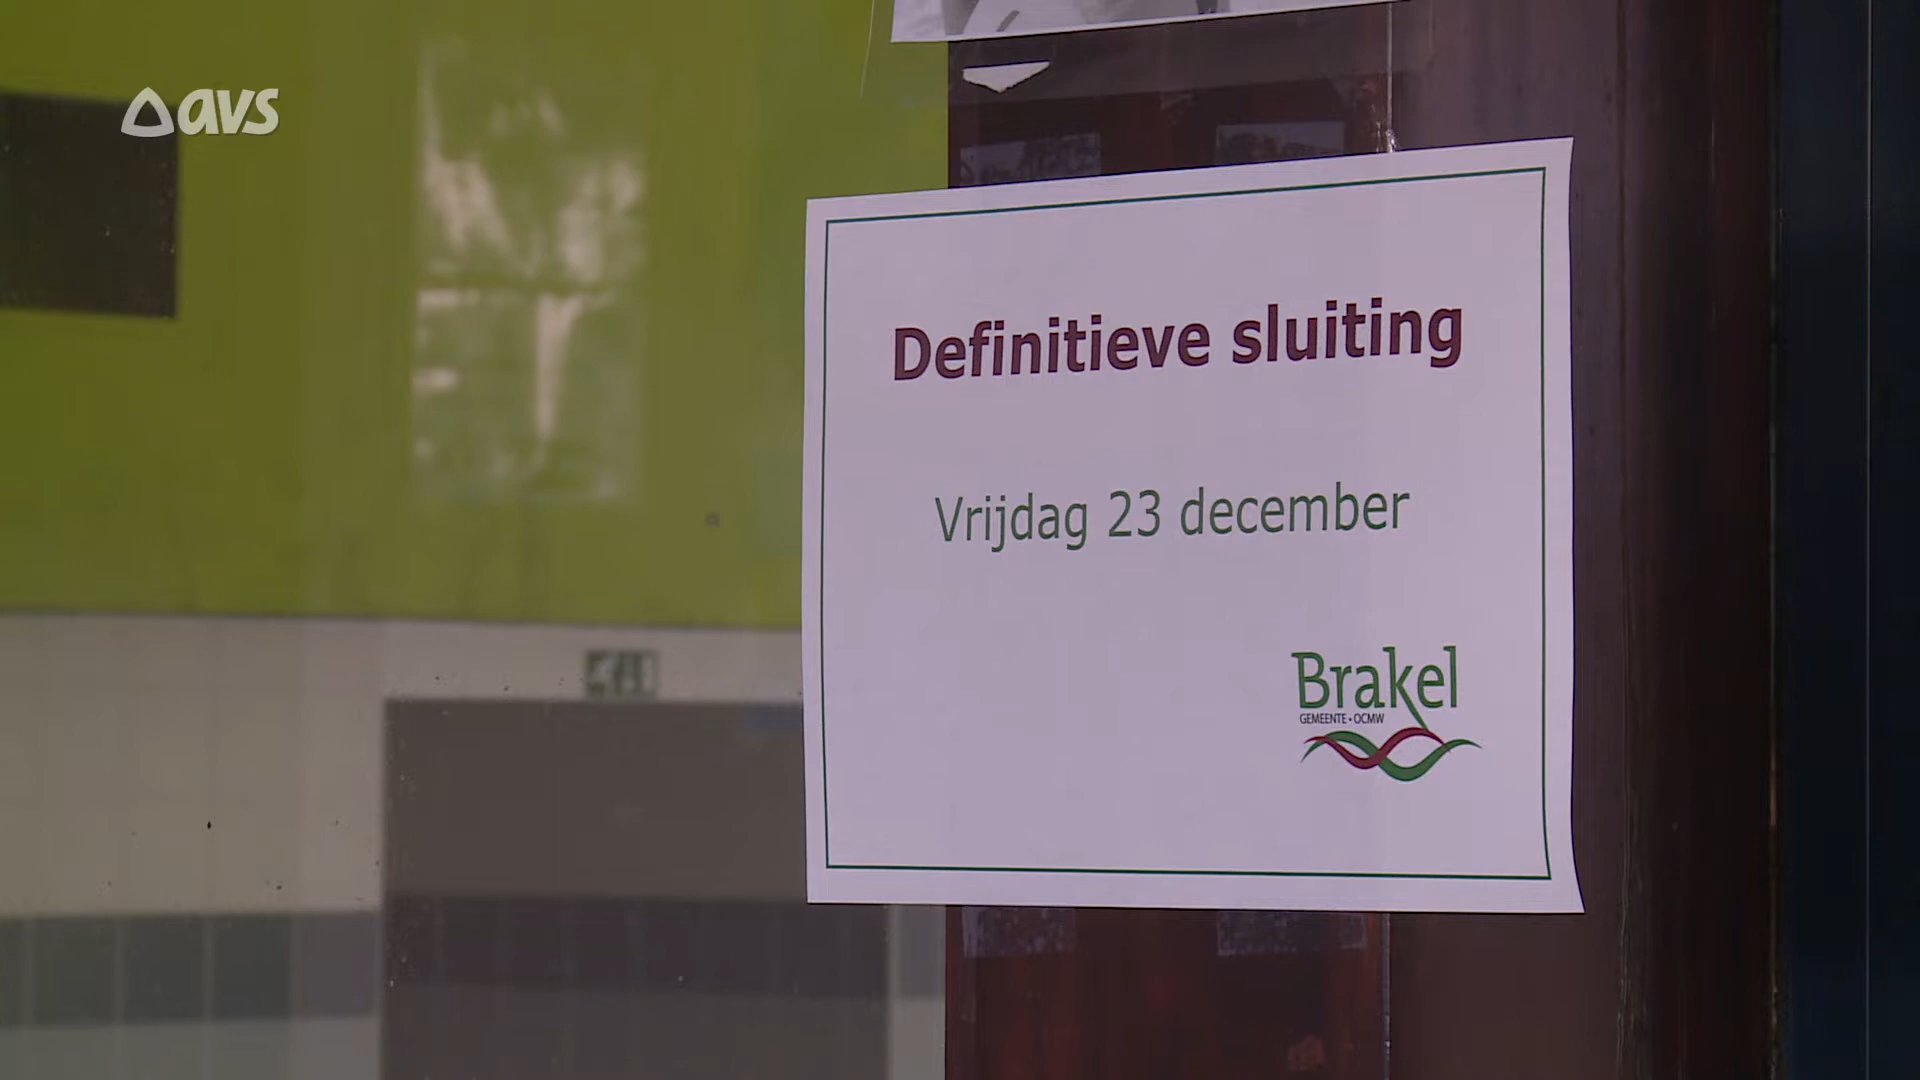 avs
Definitieve sluiting
Vrijdag 23 december
Brakel
GEMEENTE • OCMW